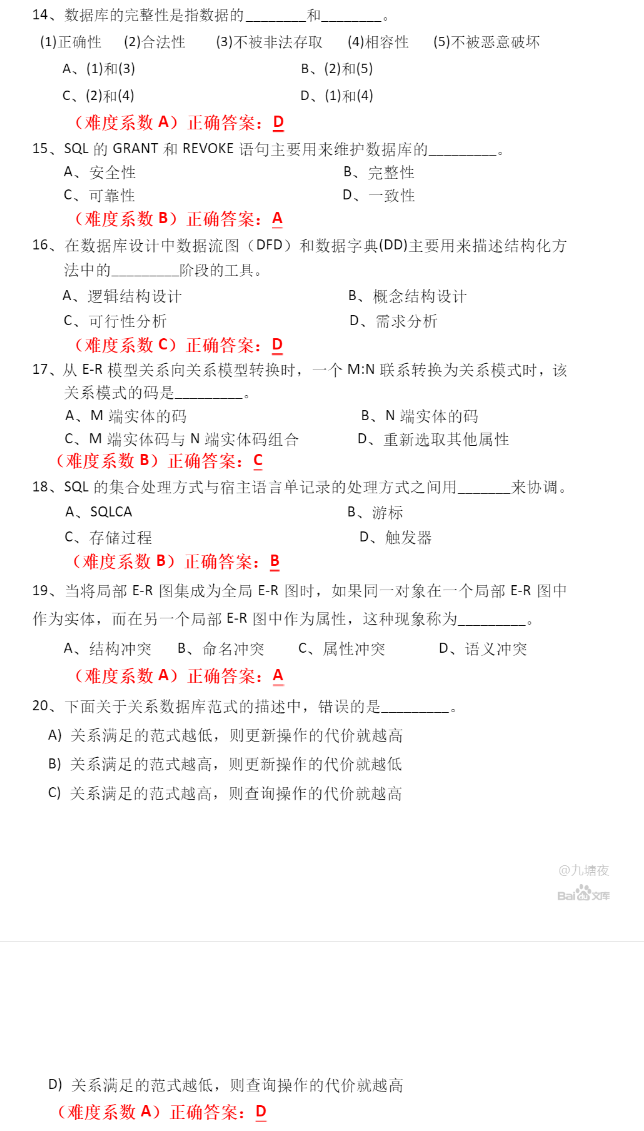 14、数据库的完整性是指数据的________和________。
(1)正确性 (2)合法性 (3)不被非法存取 (4)相容性 (5)不被恶意破坏
A、(1)和(3) B、(2)和(5)
C、(2)和(4) D、(1)和(4)
（难度系数 A）正确答案：D
15、SQL 的 GRANT 和 REVOKE 语句主要用来维护数据库的_________。
A、安全性 B、完整性
C、可靠性 D、一致性
（难度系数 B）正确答案：A
16、在数据库设计中数据流图（DFD）和数据字典(DD)主要用来描述结构化方
法中的_________阶段的工具。
A、逻辑结构设计 B、概念结构设计
C、可行性分析 D、需求分析
（难度系数 C）正确答案：D
17、从 E-R 模型关系向关系模型转换时，一个 M:N 联系转换为关系模式时，该
关系模式的码是_________。
A、M 端实体的码 B、N 端实体的码
C、M 端实体码与 N 端实体码组合 D、重新选取其他属性
（难度系数 B）正确答案：C
18、SQL 的集合处理方式与宿主语言单记录的处理方式之间用_______来协调。
A、SQLCA B、游标
C、存储过程 D、触发器
（难度系数 B）正确答案：B
19、当将局部 E-R 图集成为全局 E-R 图时，如果同一对象在一个局部 E-R 图中
作为实体，而在另一个局部 E-R 图中作为属性，这种现象称为_________。
A、结构冲突 B、命名冲突 C、属性冲突 D、语义冲突
（难度系数 A）正确答案：A
20、下面关于关系数据库范式的描述中，错误的是_________。
A) 关系满足的范式越低，则更新操作的代价就越高
B) 关系满足的范式越高，则更新操作的代价就越低
C) 关系满足的范式越高，则查询操作的代价就越高
@九塘夜
Bai文库
D) 关系满足的范式越低，则查询操作的代价就越高
（难度系数 A）正确答案：D